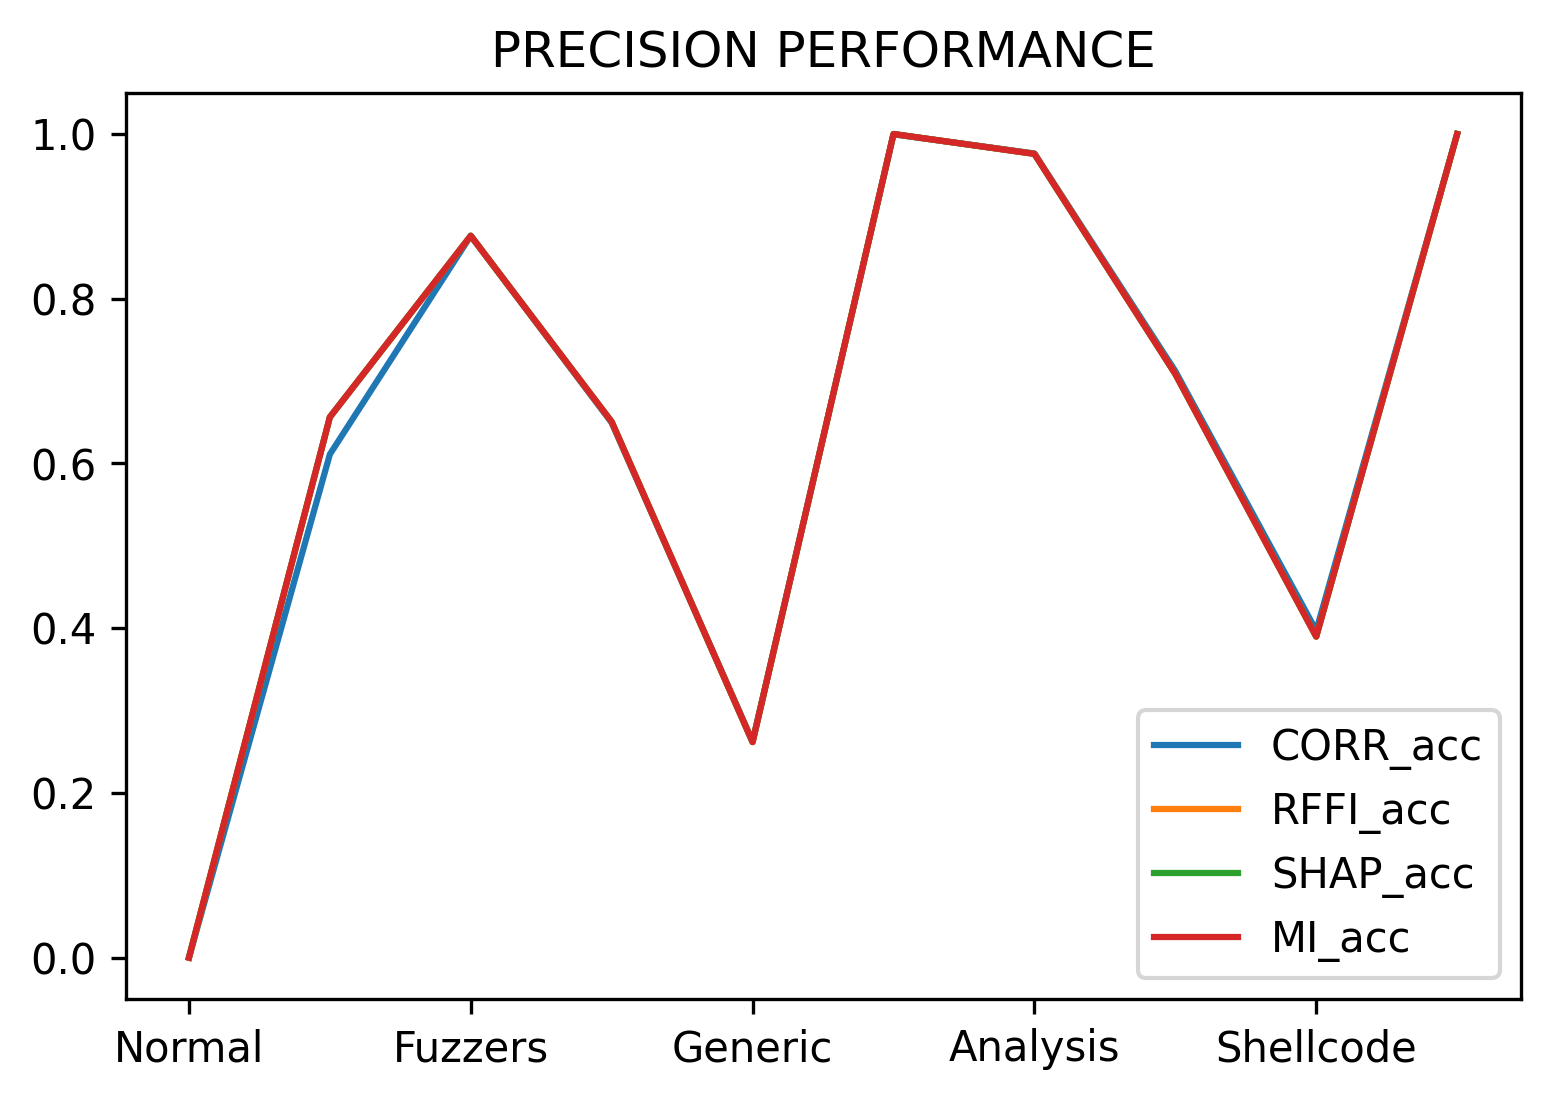 PRECISION PERFORMANCE
1.0
0.8
0.6
0.4
0.2
0.0
CORR_acc
RFFI_acc
SHAP_acc
MI_acc
Normal Fuzzers Generic Analysis Shellcode